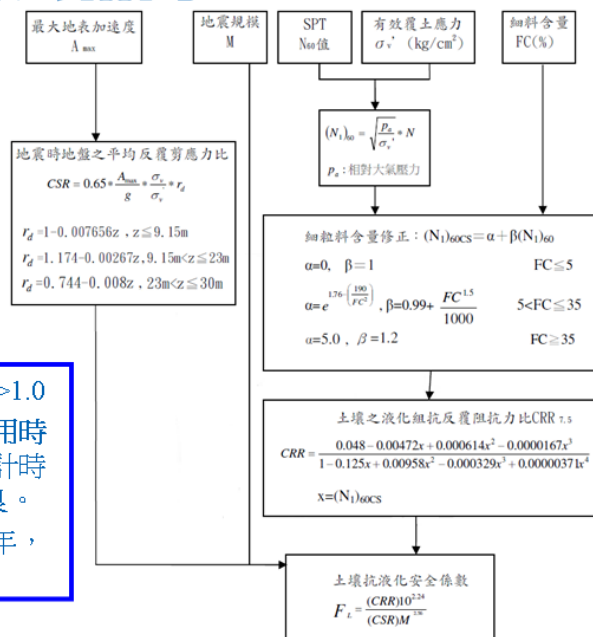 最大地表加速度
A max
地震規模
M
SPT
N60值
有效覆土應力
σv' (kg/cm²)
細料含量
FC(%)
(N1)60 = √(pa/σv') * N
pa：相對大氣壓力
地震時地盤之平均反覆剪應力比
CSR = 0.65 * Amax/g * σv/σv' * rd
rd=1-0.007656z , z≦9.15m
rd=1.174-0.00267z, 9.15m<z≦23m
rd=0.744-0.008z , 23m<z≦30m
細粒料含量修正：(N1)60CS=α+β(N1)60
α=0, β=1 FC≦5
α=e^(1.76-(190/FC²)) , β=0.99+ FC^1.5/1000 5<FC≦35
α=5.0 , β=1.2 FC≧35
>1.0
用時
計時
年，
土壤之液化組抗反覆阻抗力比CRR 7.5
CRR = (0.048-0.00472x+0.000614x²-0.0000167x³)/(1-0.125x+0.00958x²-0.000329x³+0.00000371x⁴)
x=(N1)60CS
土壤抗液化安全係數
FL = (CRR)10^2.24/(CSR)M^2.56